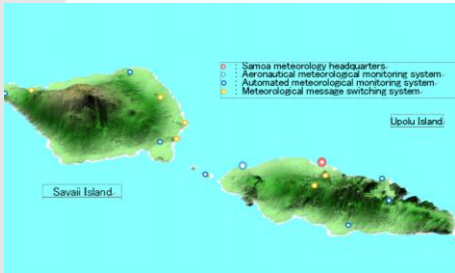 : Samoa meteorology headquarters
: Aeronautical meteorological monitoring system
: Automated meteorological monitoring system
: Meteorological message switching system
Upolu Island
Savaii Island